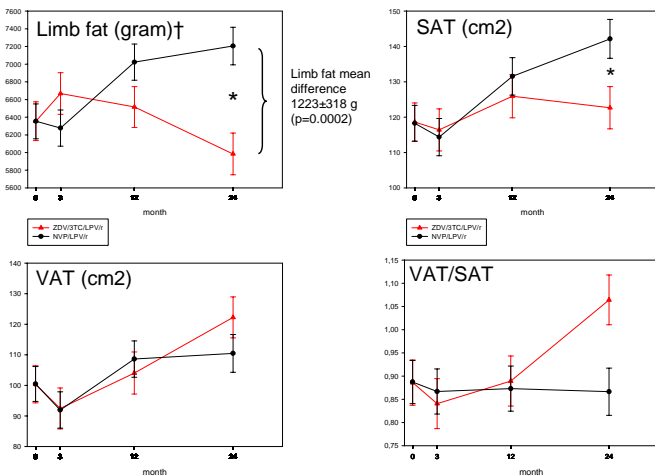 Limb fat (gram)†
7600
7400
7200
7000
6800
6600
6400
6200
6000
5800
5600
*
Limb fat mean
difference
1223±318 g
(p=0.0002)
0 3 12 24
month
SAT (cm2)
150
140
130
120
110
100
*
0 3 12 24
month
ZDV/3TC/LPV/r
NVP/LPV/r
ZDV/3TC/LPV/r
NVP/LPV/r
VAT (cm2)
140
130
120
110
100
90
80
0 3 12 24
month
VAT/SAT
1,15
1,10
1,05
1,00
0,95
0,90
0,85
0,80
0,75
0 3 12 24
month